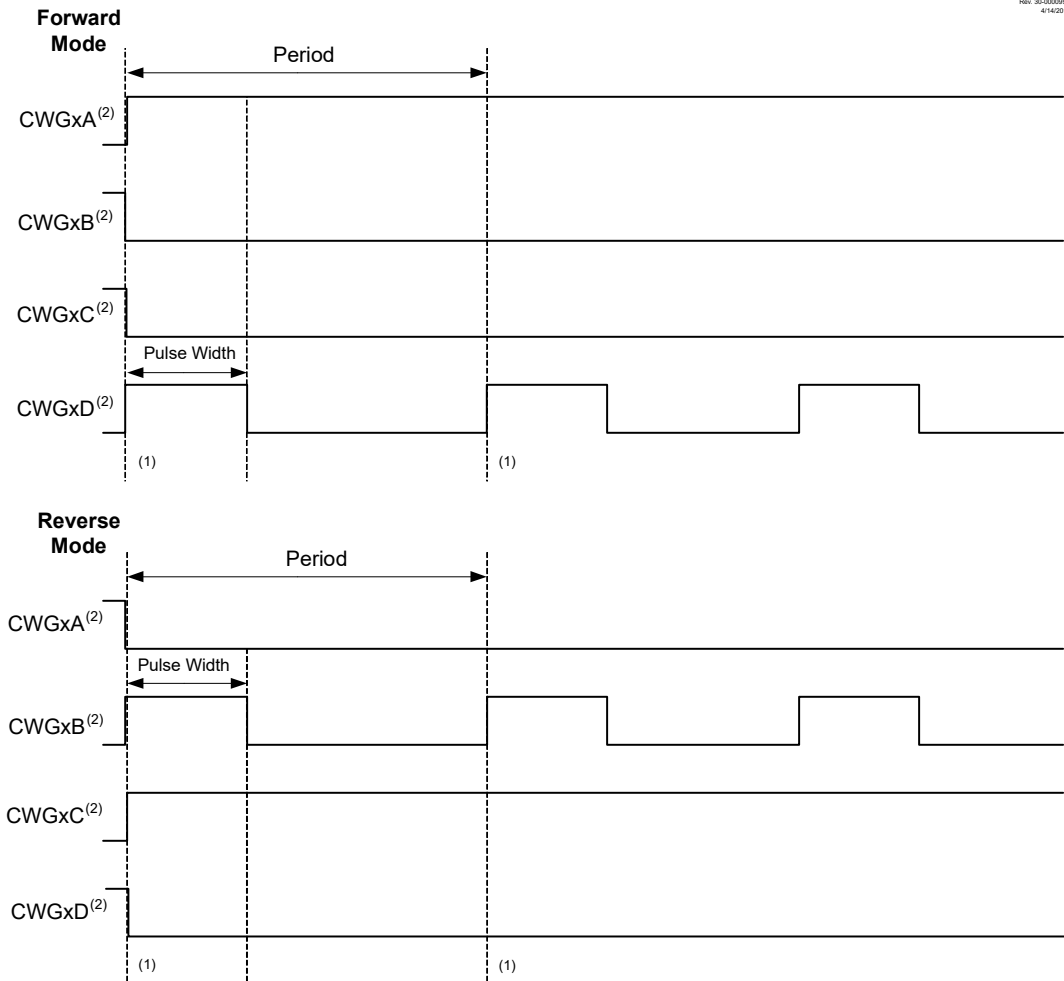 Forward
Mode
Period
CWGxA(2)
CWGxB(2)
CWGxC(2)
Pulse Width
CWGxD(2)
(1) (1)
Reverse
Mode
Period
CWGxA(2)
Pulse Width
CWGxB(2)
CWGxC(2)
CWGxD(2)
(1) (1)